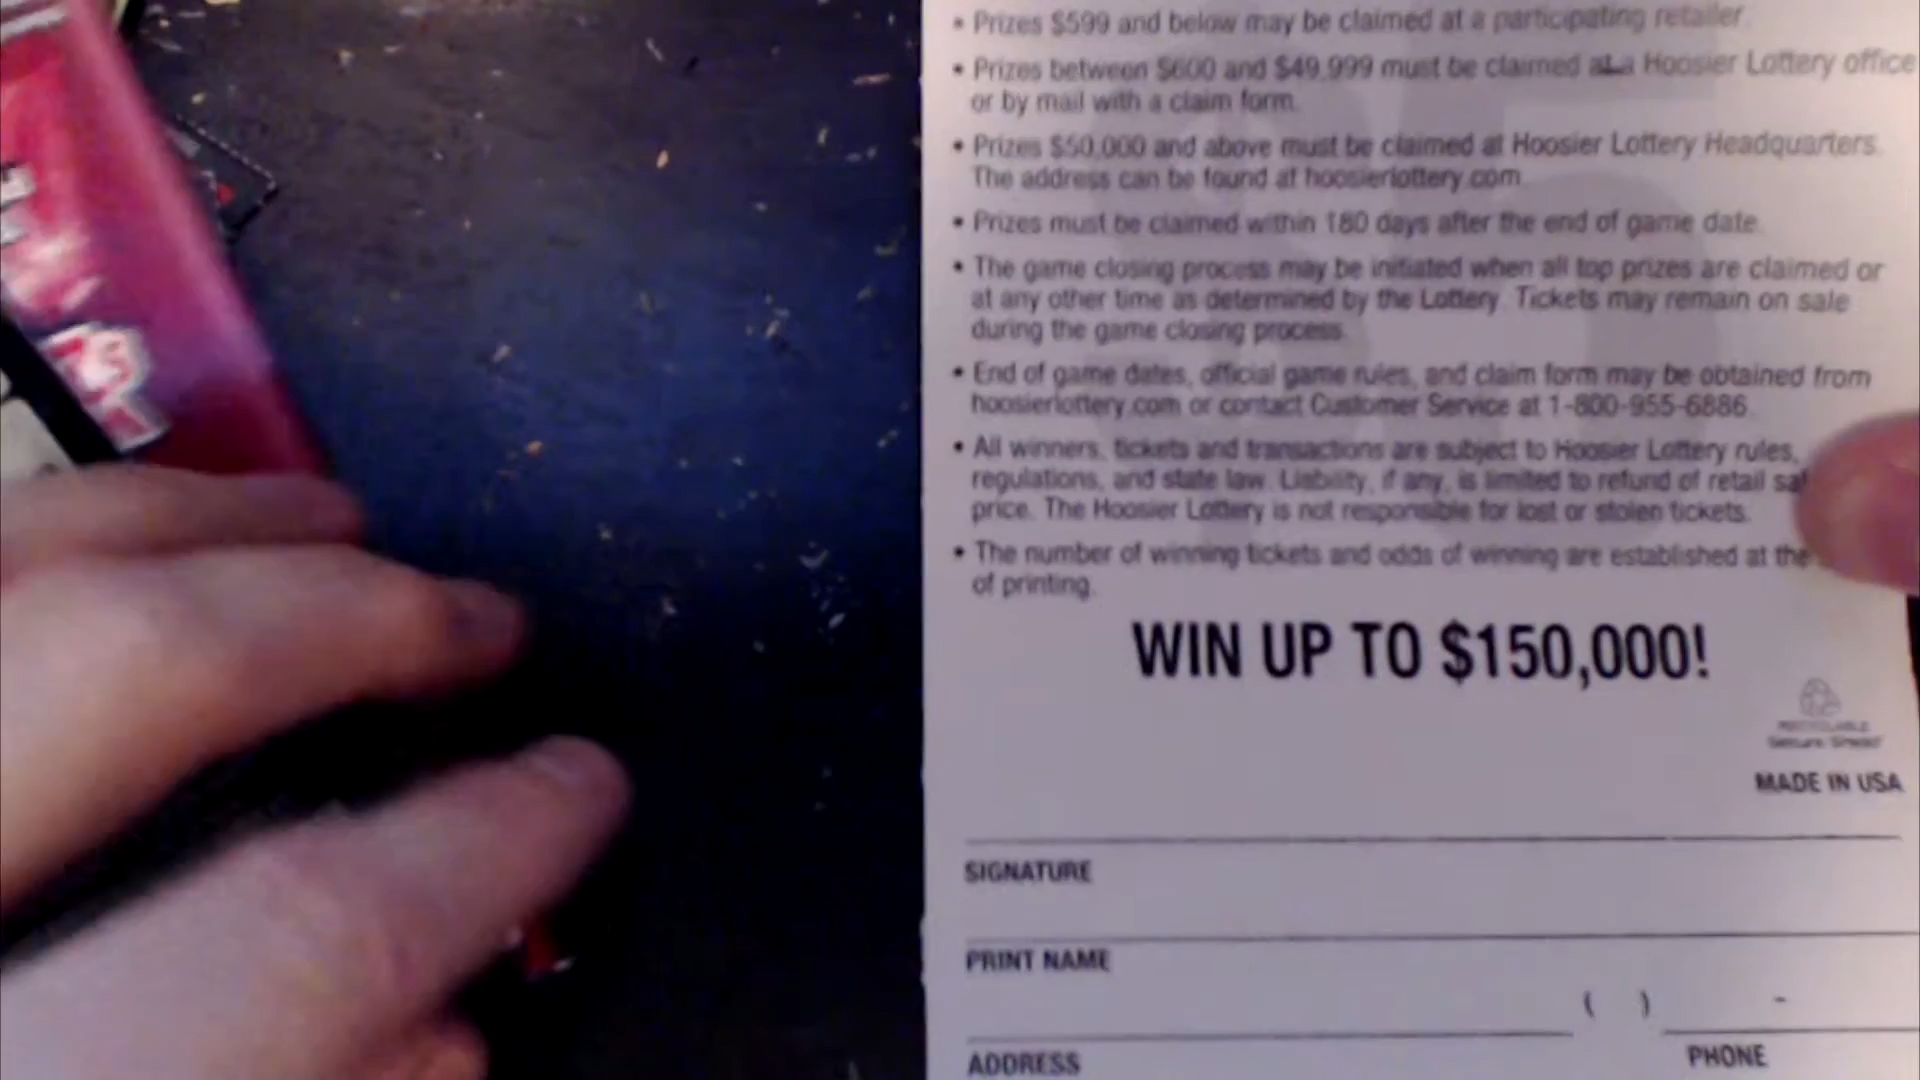 • Prizes $599 and below may be claimed at a participating retailer.
• Prizes between $600 and $49,999 must be claimed at a Hoosier Lottery office
or by mail with a claim form.
• Prizes $50,000 and above must be claimed at Hoosier Lottery Headquarters.
The address can be found at hoosierlottery.com.
• Prizes must be claimed within 180 days after the end of game date.
• The game closing process may be initiated when all top prizes are claimed or
at any other time as determined by the Lottery. Tickets may remain on sale
during the game closing process.
• End of game dates, official game rules, and claim form may be obtained from
hoosierlottery.com or contact Customer Service at 1-800-955-6886.
• All winners, tickets and transactions are subject to Hoosier Lottery rules,
regulations, and state law. Liability, if any, is limited to refund of retail
price. The Hoosier Lottery is not responsible for lost or stolen tickets.
• The number of winning tickets and odds of winning are established at the
of printing.
WIN UP TO $150,000!
MADE IN USA
SIGNATURE
PRINT NAME
( ) -
ADDRESS
PHONE